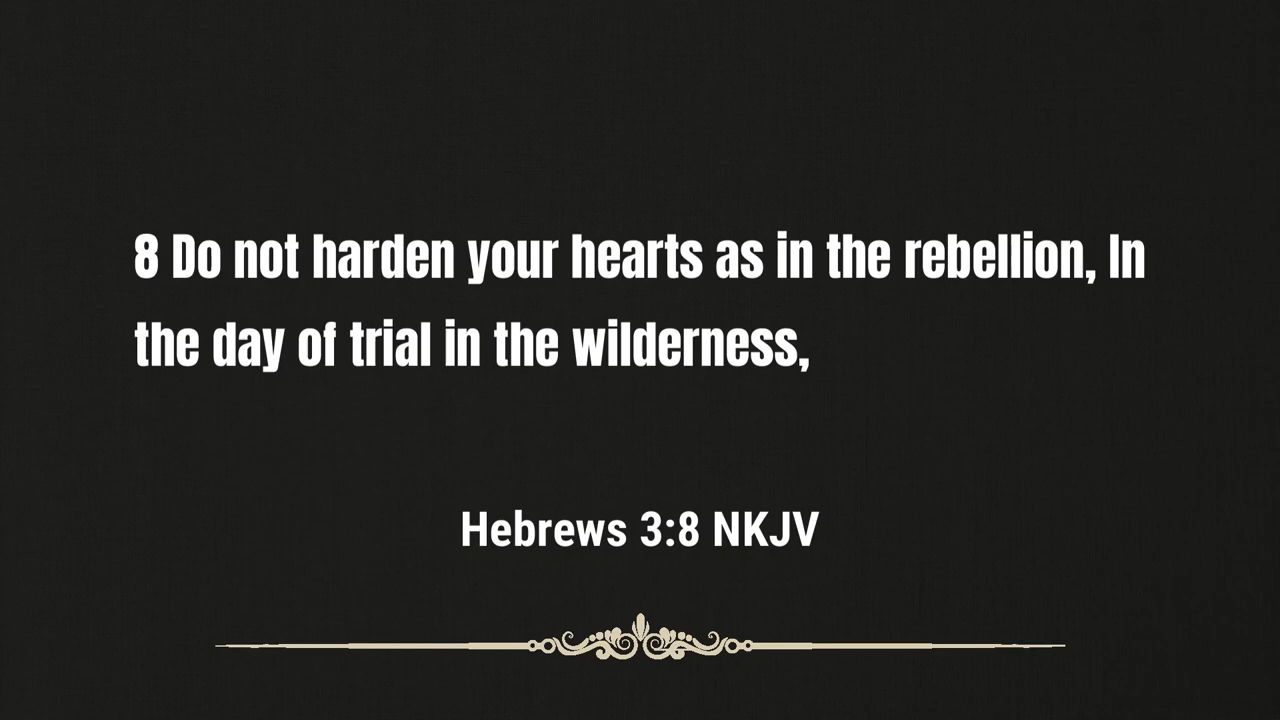 8 Do not harden your hearts as in the rebellion, In
the day of trial in the wilderness,
Hebrews 3:8 NKJV